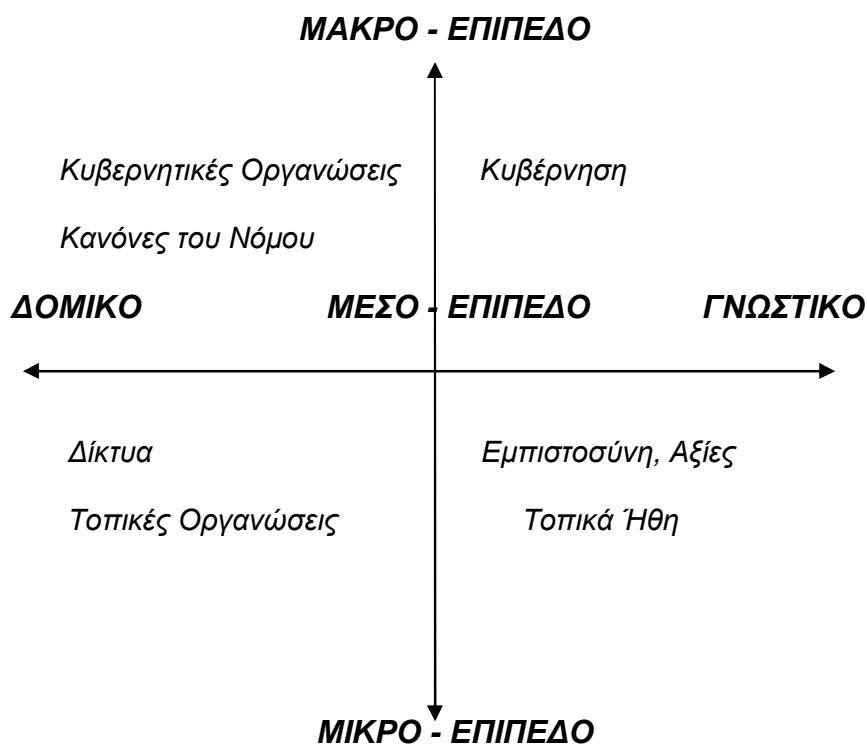 ΜΑΚΡΟ - ΕΠΙΠΕΔΟ
Κυβερνητικές Οργανώσεις Κυβέρνηση
Κανόνες του Νόμου
ΔΟΜΙΚΟ ΜΕΣΟ - ΕΠΙΠΕΔΟ ΓΝΩΣΤΙΚΟ
Δίκτυα Εμπιστοσύνη, Αξίες
Τοπικές Οργανώσεις Τοπικά Ήθη
ΜΙΚΡΟ - ΕΠΙΠΕΔΟ